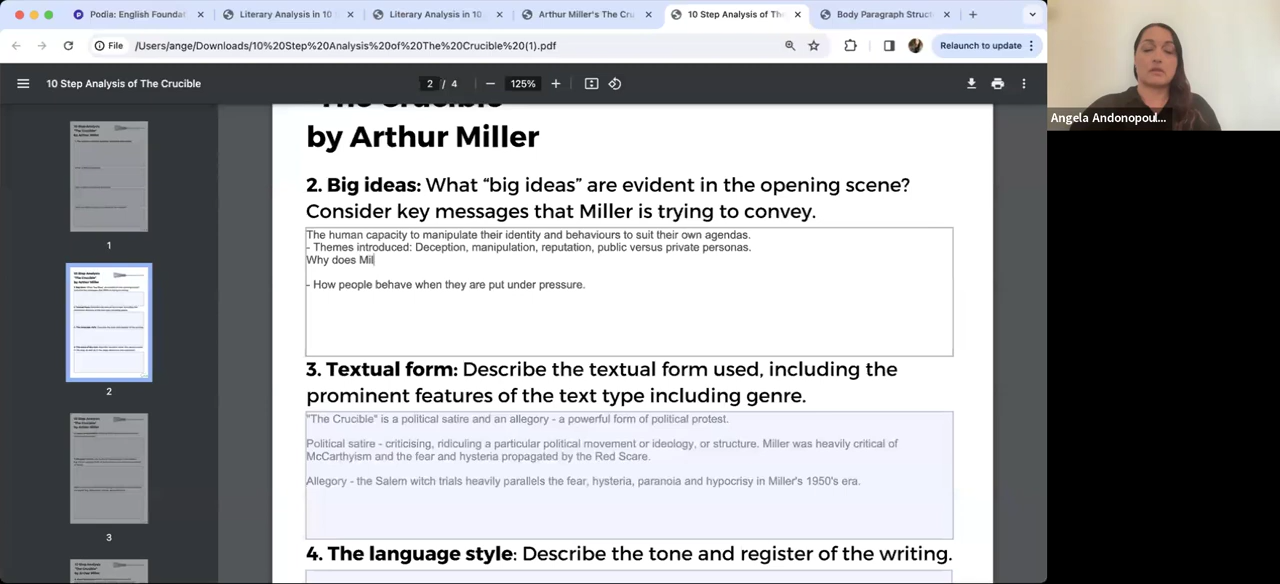 Podia: English Foundat
Literary Analysis in 10
Literary Analysis in 10
Arthur Miller's The Cru
10 Step Analysis of The
Body Paragraph Struct
File
/Users/ange/Downloads/10%20Step%20Analysis%20of%20The%20Crucible%20(1).pdf
Relaunch to update
10 Step Analysis of The Crucible
2 / 4
125%
Angela Andonopoul...
1
2
3
The Crucible
by Arthur Miller
2. Big ideas: What “big ideas” are evident in the opening scene?
Consider key messages that Miller is trying to convey.
The human capacity to manipulate their identity and behaviours to suit their own agendas.
- Themes introduced: Deception, manipulation, reputation, public versus private personas.
Why does Mil
- How people behave when they are put under pressure.
3. Textual form: Describe the textual form used, including the
prominent features of the text type including genre.
"The Crucible" is a political satire and an allegory - a powerful form of political protest.
Political satire - criticising, ridiculing a particular political movement or ideology, or structure. Miller was heavily critical of
McCarthyism and the fear and hysteria propagated by the Red Scare.
Allegory - the Salem witch trials heavily parallels the fear, hysteria, paranoia and hypocrisy in Miller's 1950's era.
4. The language style: Describe the tone and register of the writing.